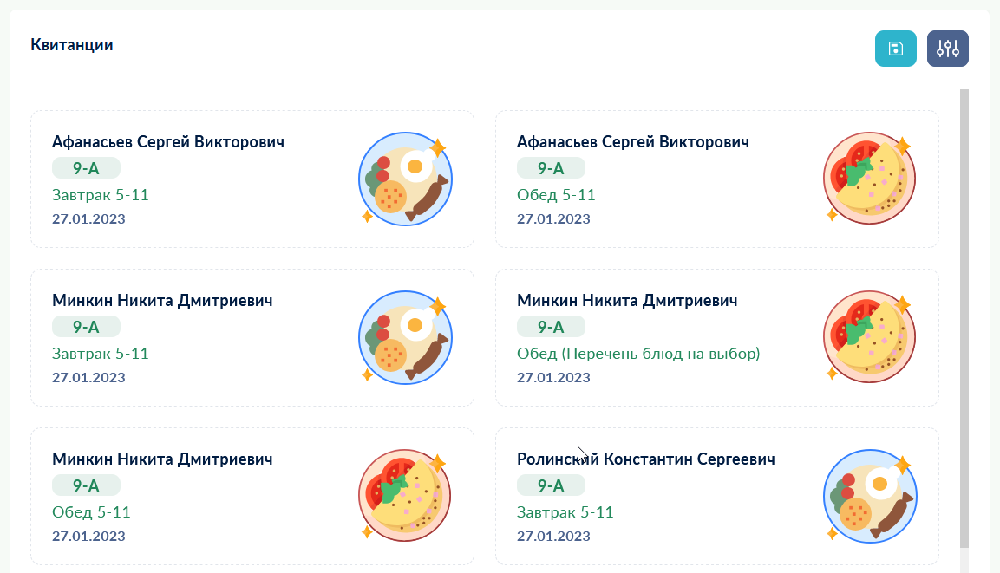 Квитанции
Афанасьев Сергей Викторович
9-А
Завтрак 5-11
27.01.2023
Афанасьев Сергей Викторович
9-А
Обед 5-11
27.01.2023
Минкин Никита Дмитриевич
9-А
Завтрак 5-11
27.01.2023
Минкин Никита Дмитриевич
9-А
Обед (Перечень блюд на выбор)
27.01.2023
Минкин Никита Дмитриевич
9-А
Обед 5-11
27.01.2023
Ролинский Константин Сергеевич
9-А
Завтрак 5-11
27.01.2023